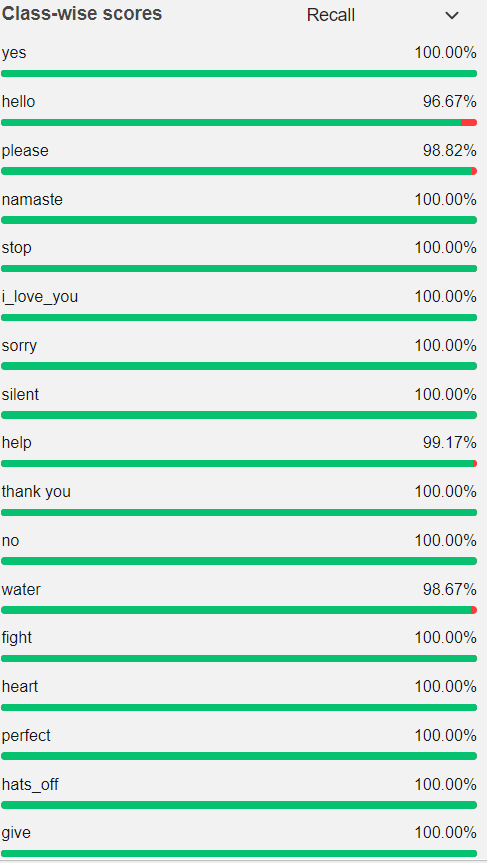 Class-wise scores Recall
yes 100.00%
hello 96.67%
please 98.82%
namaste 100.00%
stop 100.00%
i_love_you 100.00%
sorry 100.00%
silent 100.00%
help 99.17%
thank you 100.00%
no 100.00%
water 98.67%
fight 100.00%
heart 100.00%
perfect 100.00%
hats_off 100.00%
give 100.00%